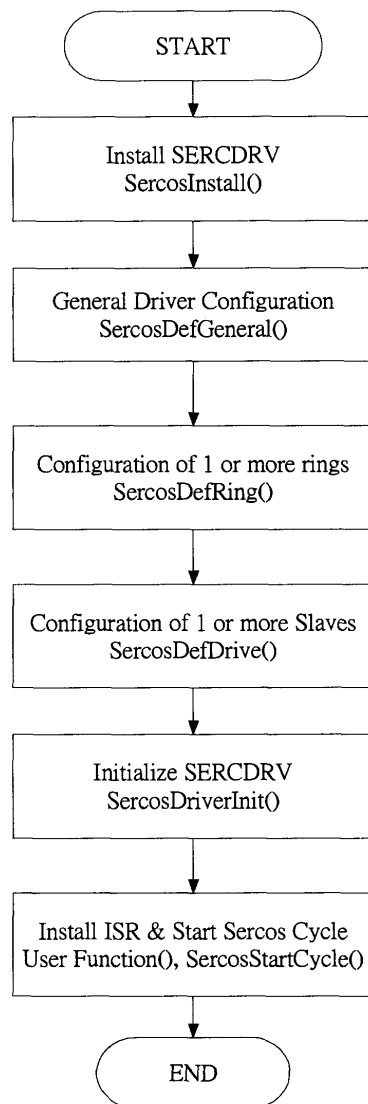 START
Install SERCDRV
SercosInstall()
General Driver Configuration
SercosDefGeneral()
Configuration of 1 or more rings
SercosDefRing()
Configuration of 1 or more Slaves
SercosDefDrive()
Initialize SERCDRV
SercosDriverInit()
Install ISR & Start Sercos Cycle
User Function(), SercosStartCycle()
END